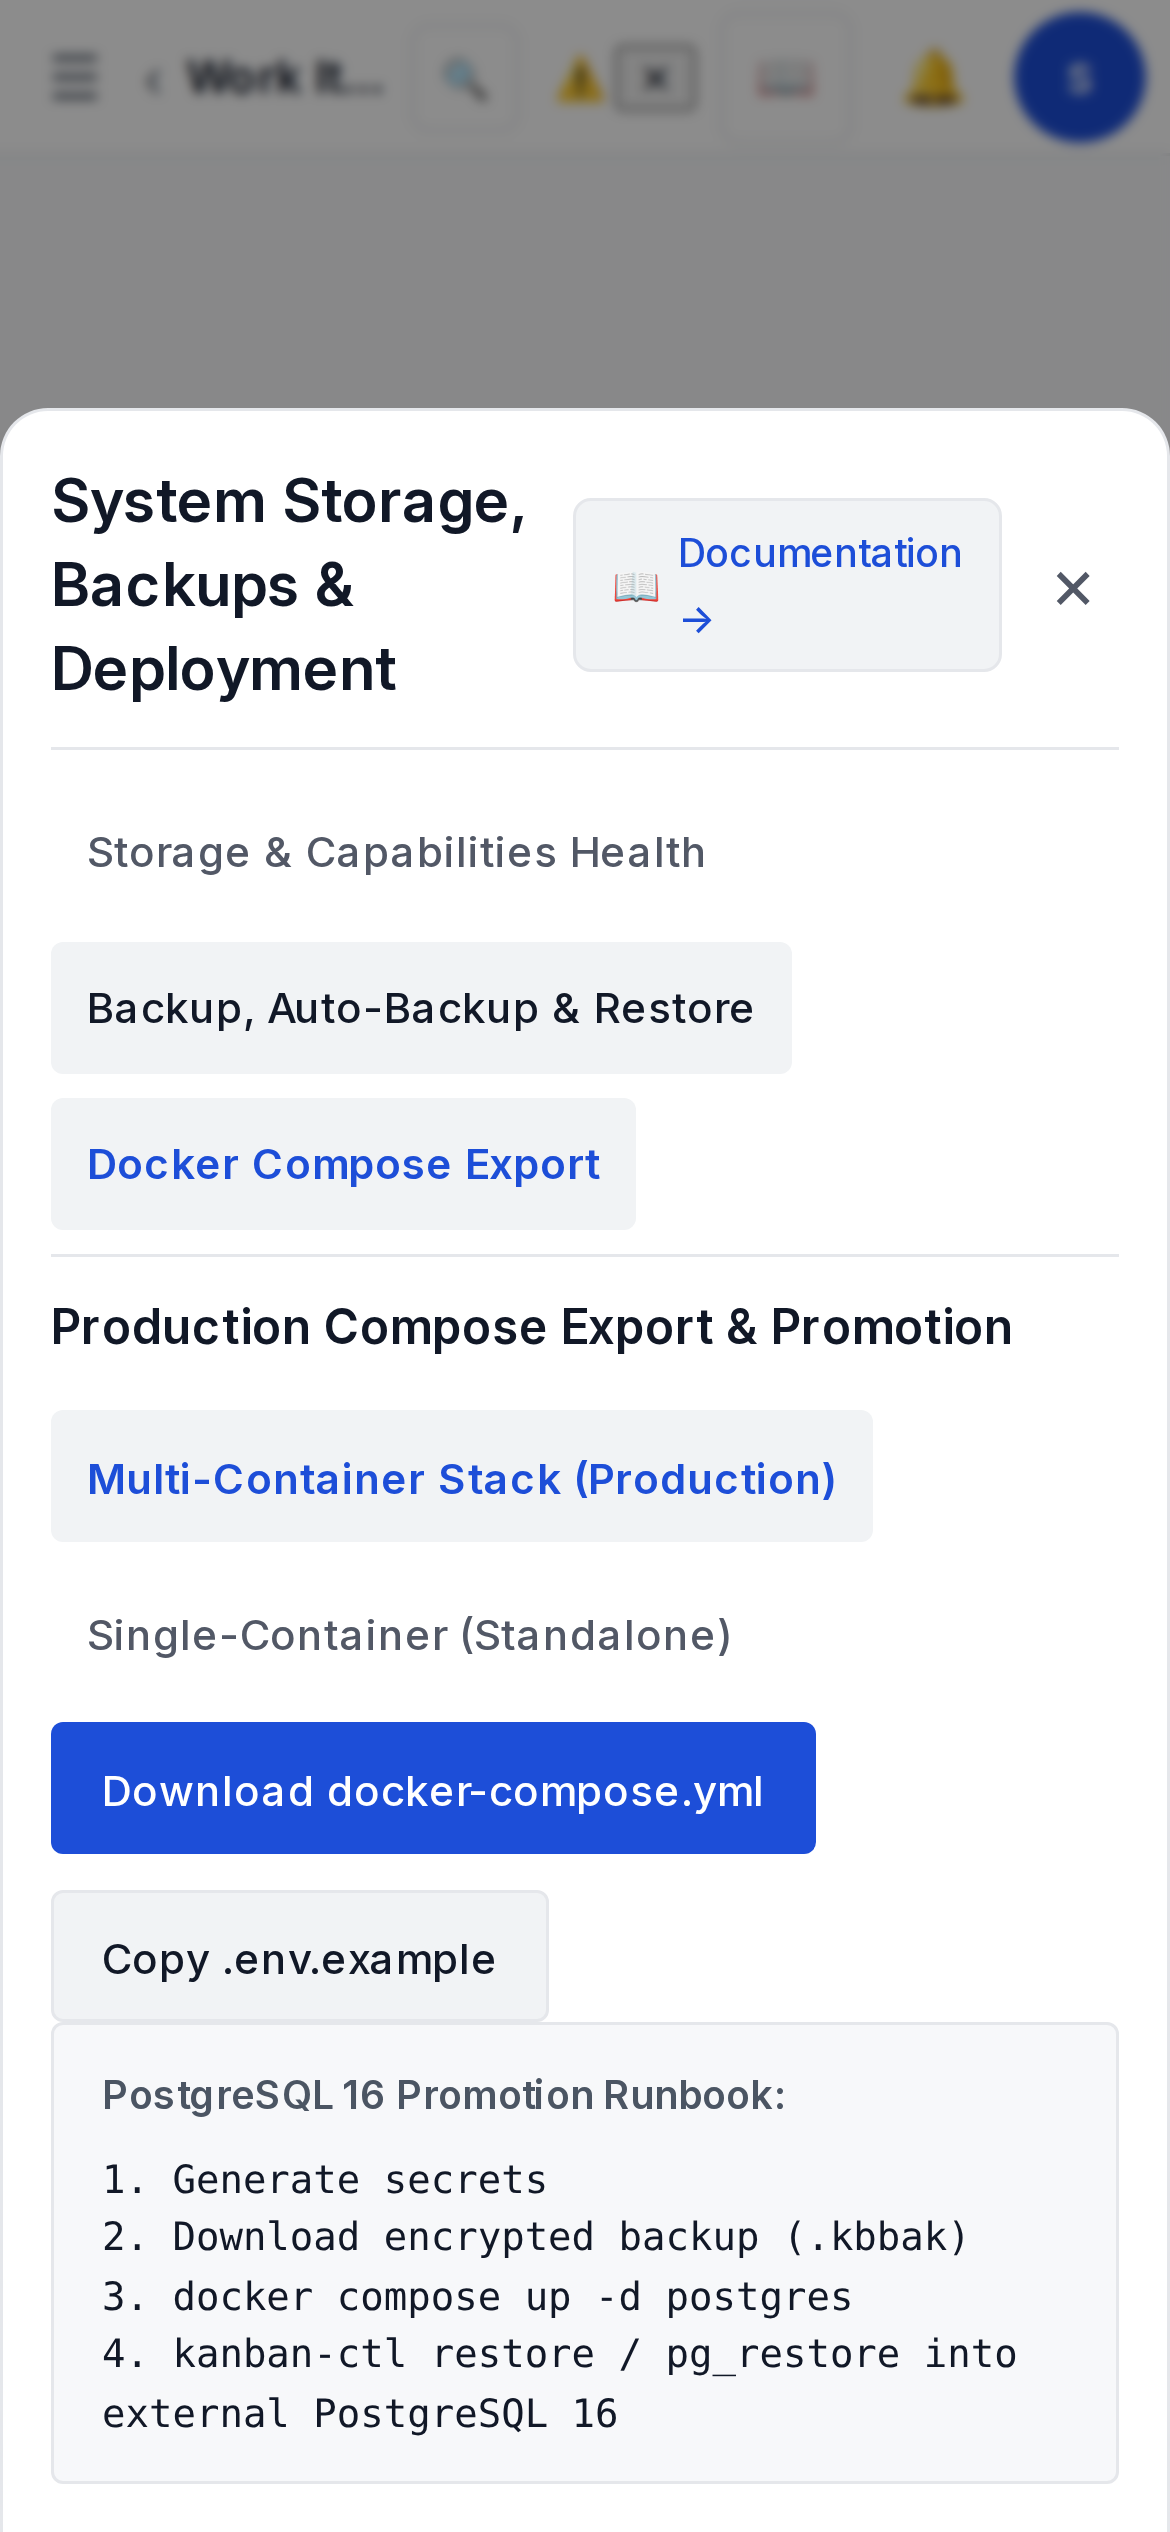 Work It...
S
System Storage,
Backups &
Deployment
Documentation
→
Storage & Capabilities Health
Backup, Auto-Backup & Restore
Docker Compose Export
Production Compose Export & Promotion
Multi-Container Stack (Production)
Single-Container (Standalone)
Download docker-compose.yml
Copy .env.example
PostgreSQL 16 Promotion Runbook:
1. Generate secrets
2. Download encrypted backup (.kbbak)
3. docker compose up -d postgres
4. kanban-ctl restore / pg_restore into
external PostgreSQL 16